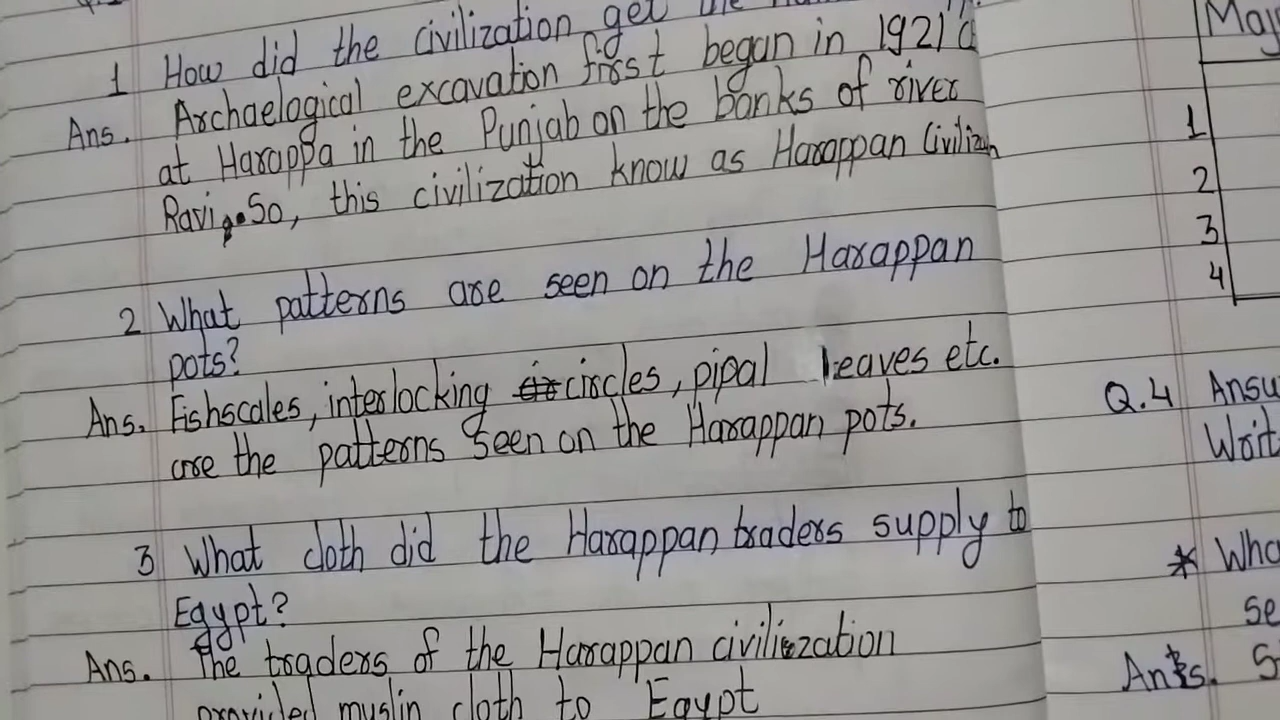 1 How did the civilization get the
Ans. Archaelogical excavation first began in 1921
at Harappa in the Punjab on the banks of river
Ravi. So, this civilization know as Harappan
2 What patterns are seen on the Harappan
pots?
Ans. Fishscales, interlocking circles, pipal leaves etc.
are the patterns seen on the Harappan pots.
3 What cloth did the Harappan traders supply to
Egypt?
Ans. The traders of the Harappan civilization
provided muslin cloth to Egypt
May
1
2
3
4
Q.4
*
Ans.